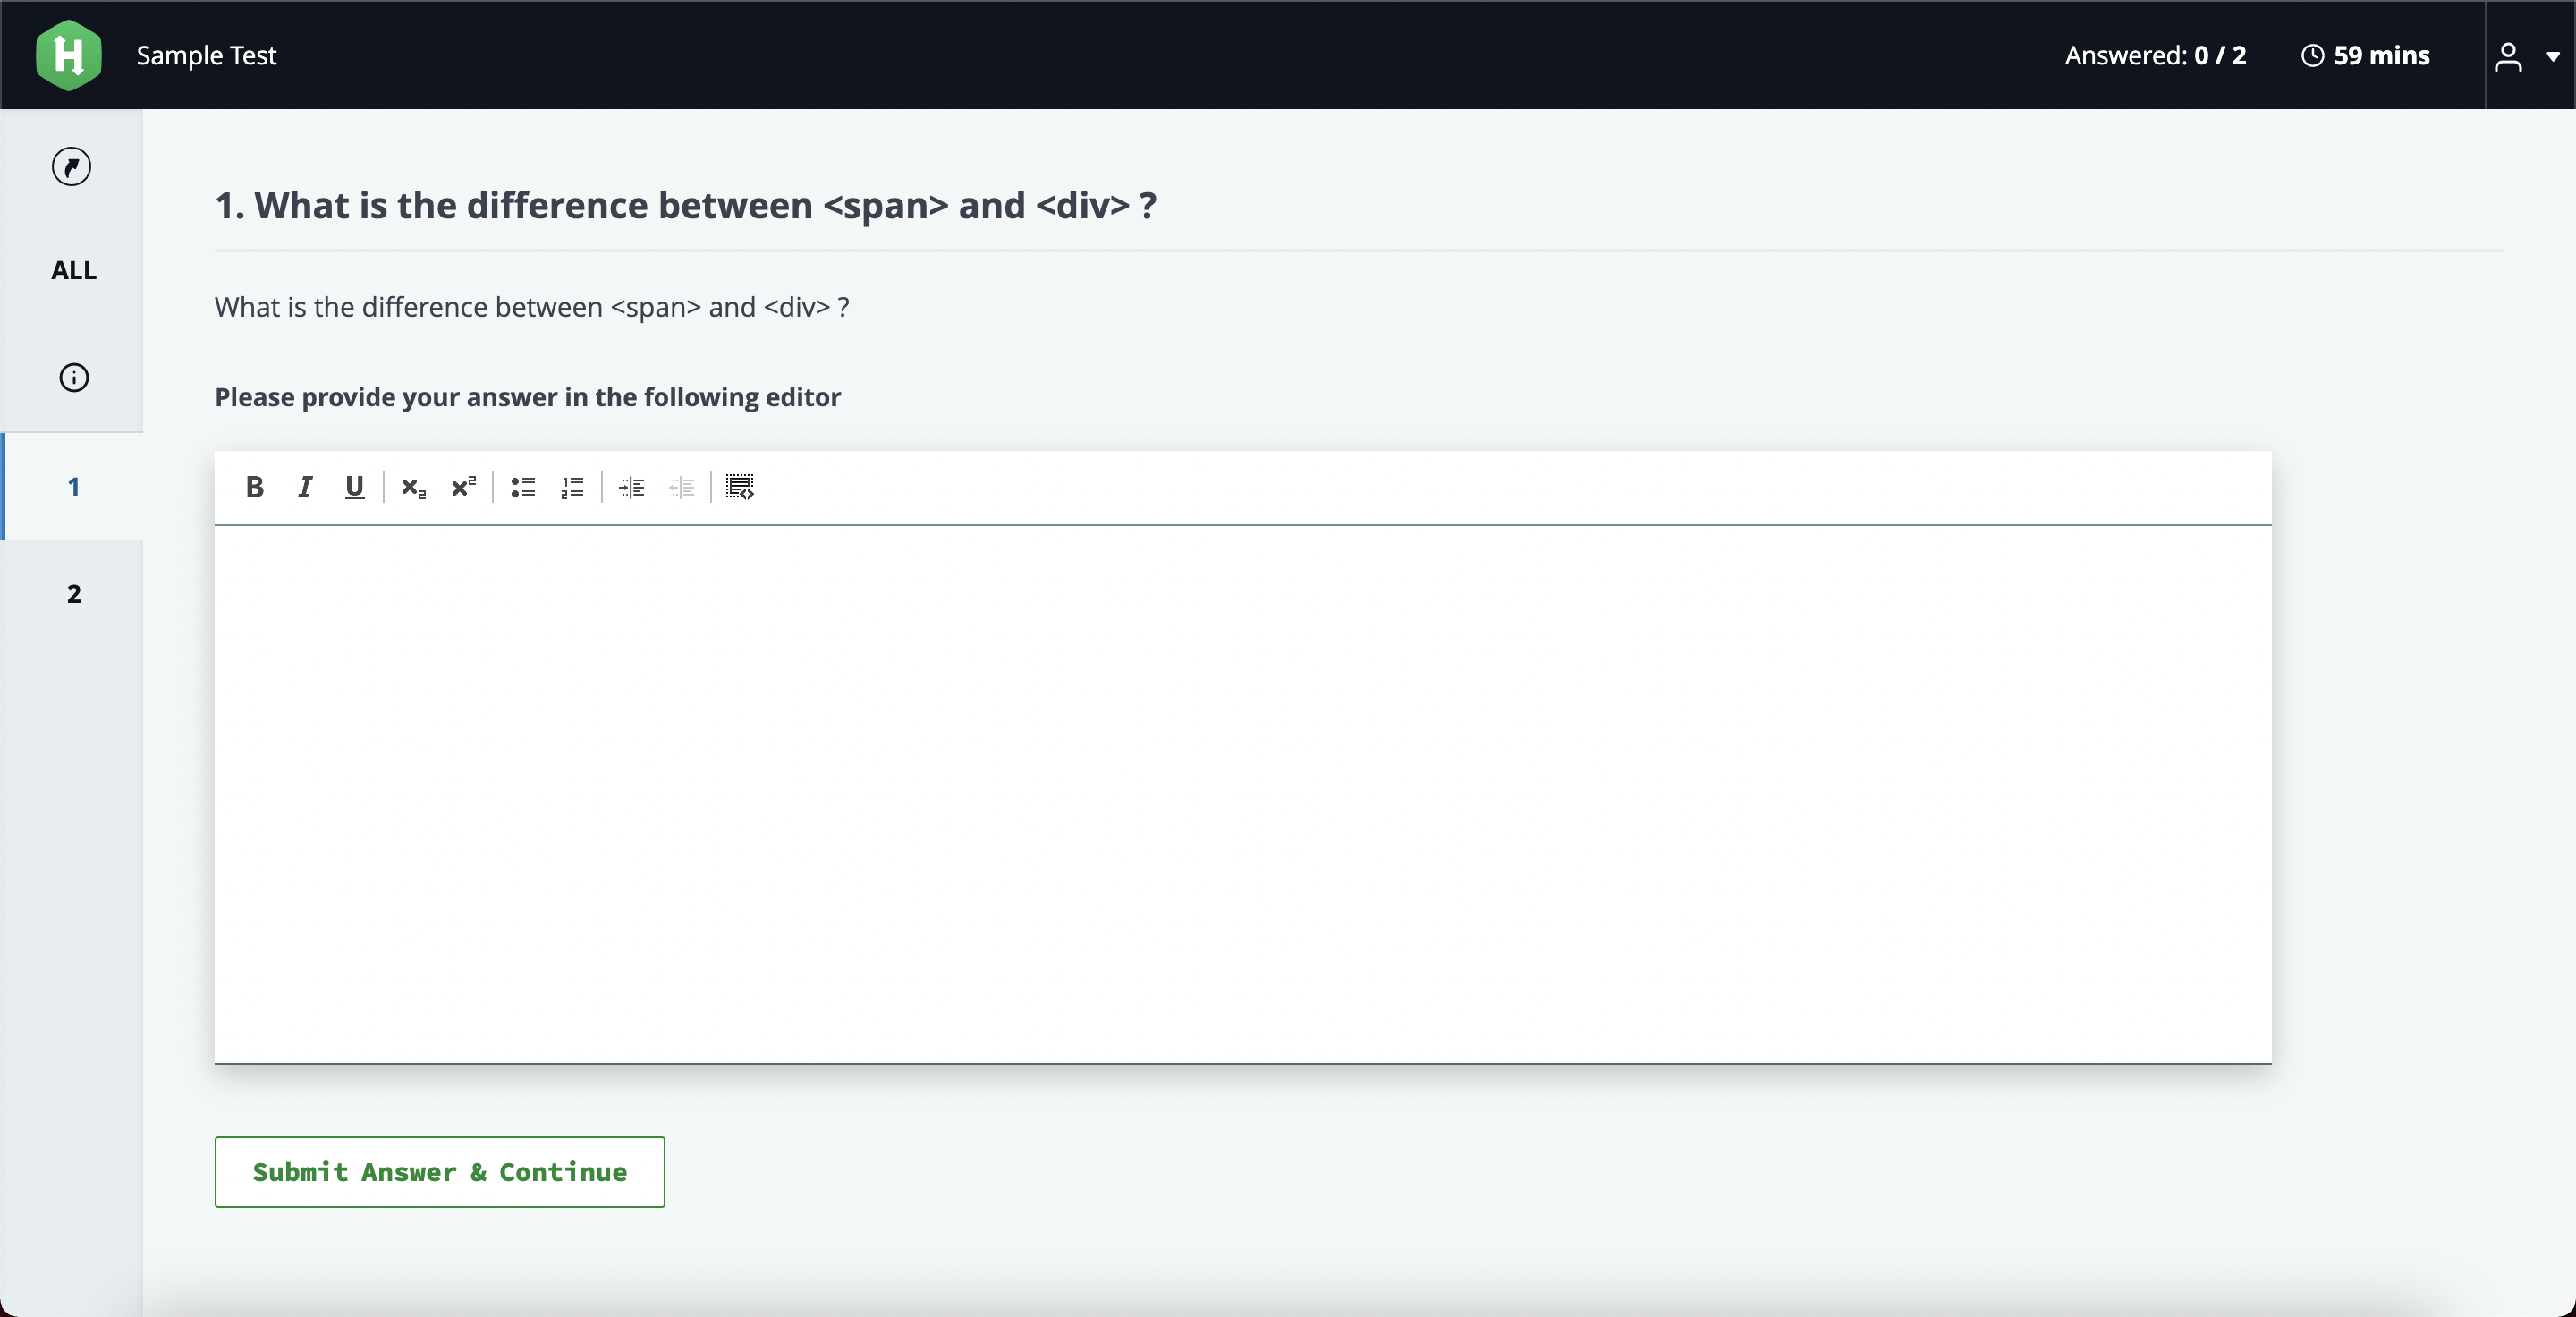 Sample Test
Answered: 0 / 2
59 mins
ALL
1
2
1. What is the difference between <span> and <div> ?
What is the difference between <span> and <div> ?
Please provide your answer in the following editor
B I U x₂ x²
Submit Answer & Continue